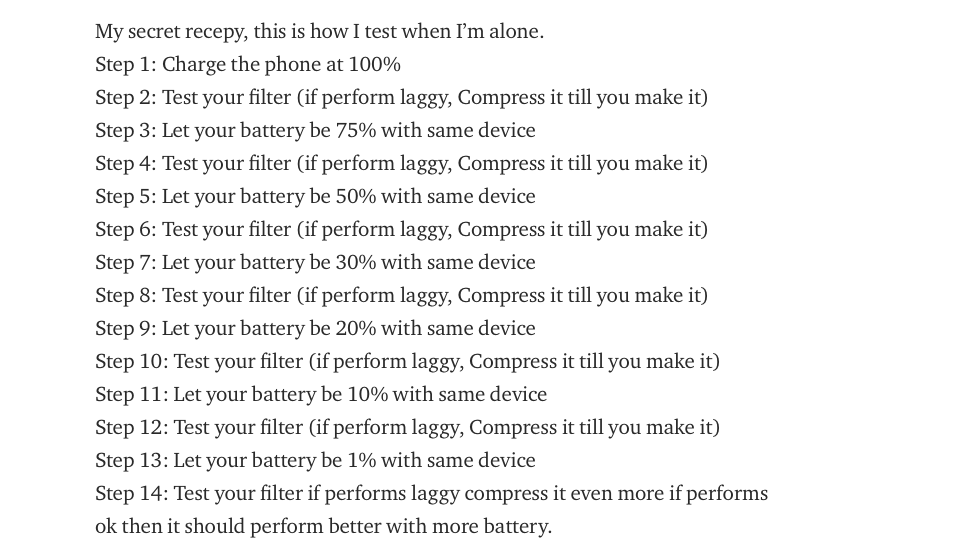 My secret recepy, this is how I test when I’m alone.
Step 1: Charge the phone at 100%
Step 2: Test your filter (if perform laggy, Compress it till you make it)
Step 3: Let your battery be 75% with same device
Step 4: Test your filter (if perform laggy, Compress it till you make it)
Step 5: Let your battery be 50% with same device
Step 6: Test your filter (if perform laggy, Compress it till you make it)
Step 7: Let your battery be 30% with same device
Step 8: Test your filter (if perform laggy, Compress it till you make it)
Step 9: Let your battery be 20% with same device
Step 10: Test your filter (if perform laggy, Compress it till you make it)
Step 11: Let your battery be 10% with same device
Step 12: Test your filter (if perform laggy, Compress it till you make it)
Step 13: Let your battery be 1% with same device
Step 14: Test your filter if performs laggy compress it even more if performs
ok then it should perform better with more battery.